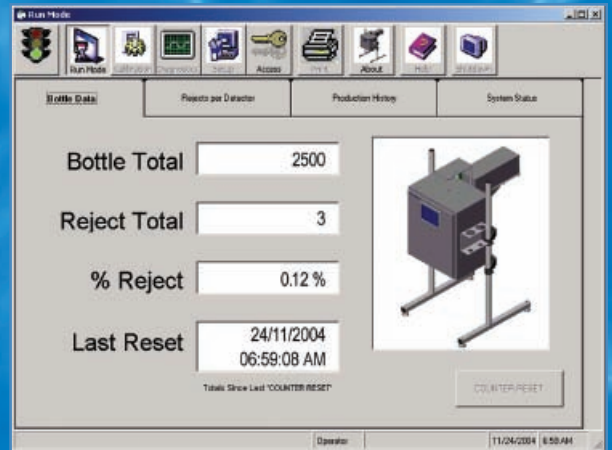 Run Mode
Run Mode Calibration Diagnostics Setup Access Print About Help Shutdown
Bottle Data Rejects per Detector Production History System Status
Bottle Total 2500
Reject Total 3
% Reject 0.12 %
Last Reset 24/11/2004
06:59:08 AM
Totals Since Last "COUNTER RESET"
COUNTER RESET
Operator 11/24/2004 6:59 AM